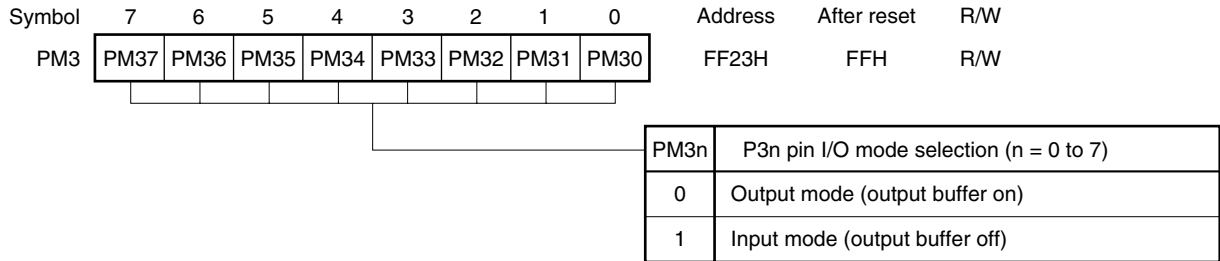 Symbol 7 6 5 4 3 2 1 0 Address After reset R/W
PM3 PM37 PM36 PM35 PM34 PM33 PM32 PM31 PM30 FF23H FFH R/W
PM3n P3n pin I/O mode selection (n = 0 to 7)
0 Output mode (output buffer on)
1 Input mode (output buffer off)